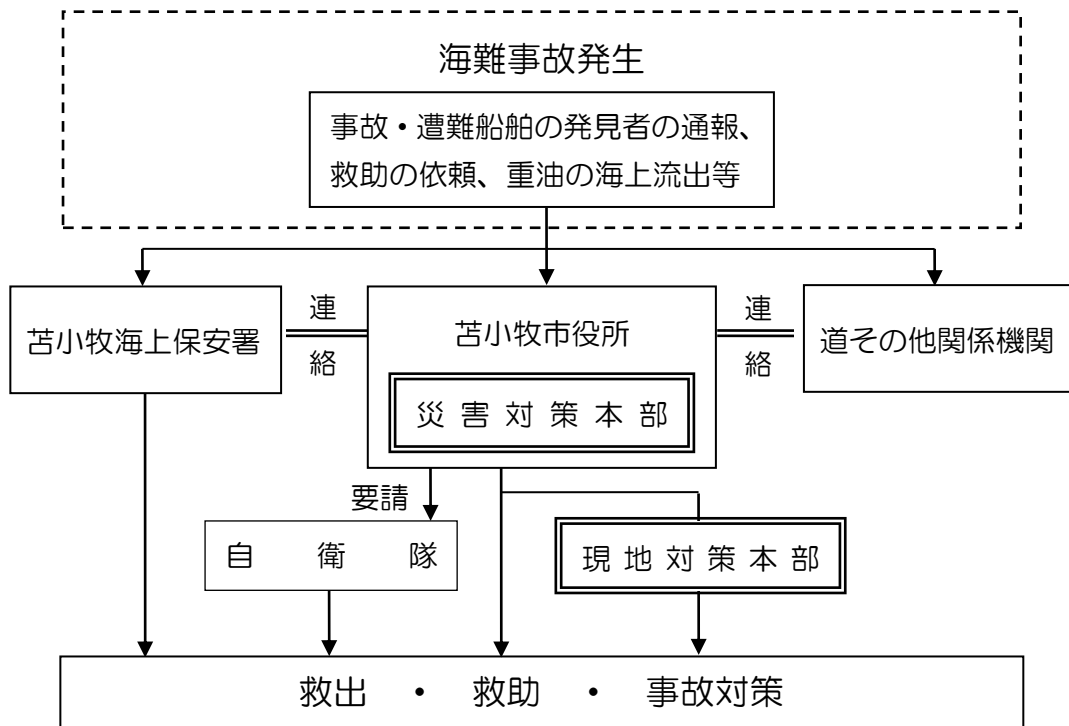 海難事故発生
事故・遭難船舶の発見者の通報、
救助の依頼、重油の海上流出等
苫小牧海上保安署
連
絡
苫小牧市役所
災害対策本部
連
絡
道その他関係機関
要請
自衛隊
現地対策本部
救出・救助・事故対策